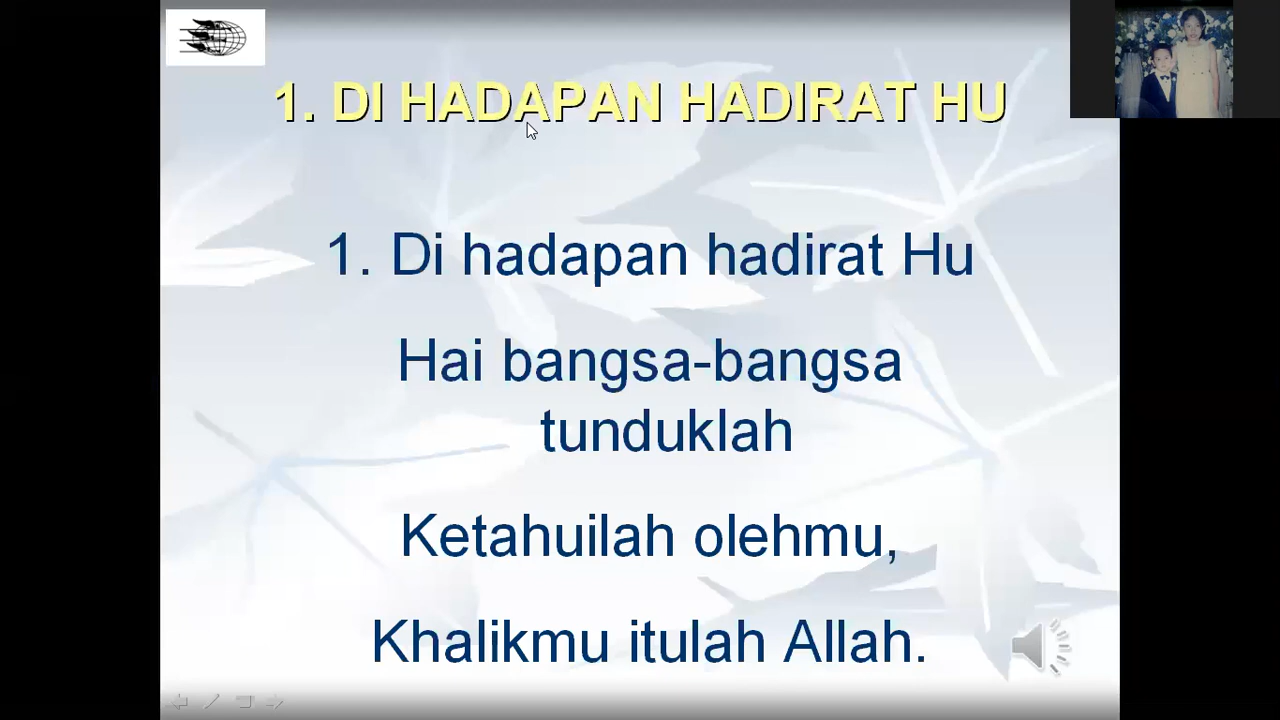 1. DI HADAPAN HADIRAT HU
1. Di hadapan hadirat Hu
Hai bangsa-bangsa
tunduklah
Ketahuilah olehmu,
Khalikmu itulah Allah.